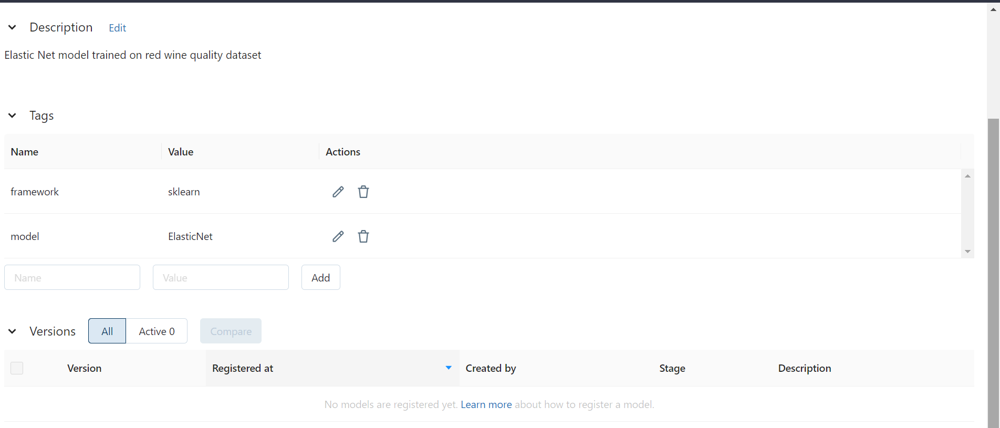 Description Edit
Elastic Net model trained on red wine quality dataset
Tags
Name Value Actions
framework sklearn
model ElasticNet
Name Value Add
Versions All Active 0 Compare
Version Registered at Created by Stage Description
No models are registered yet. Learn more about how to register a model.